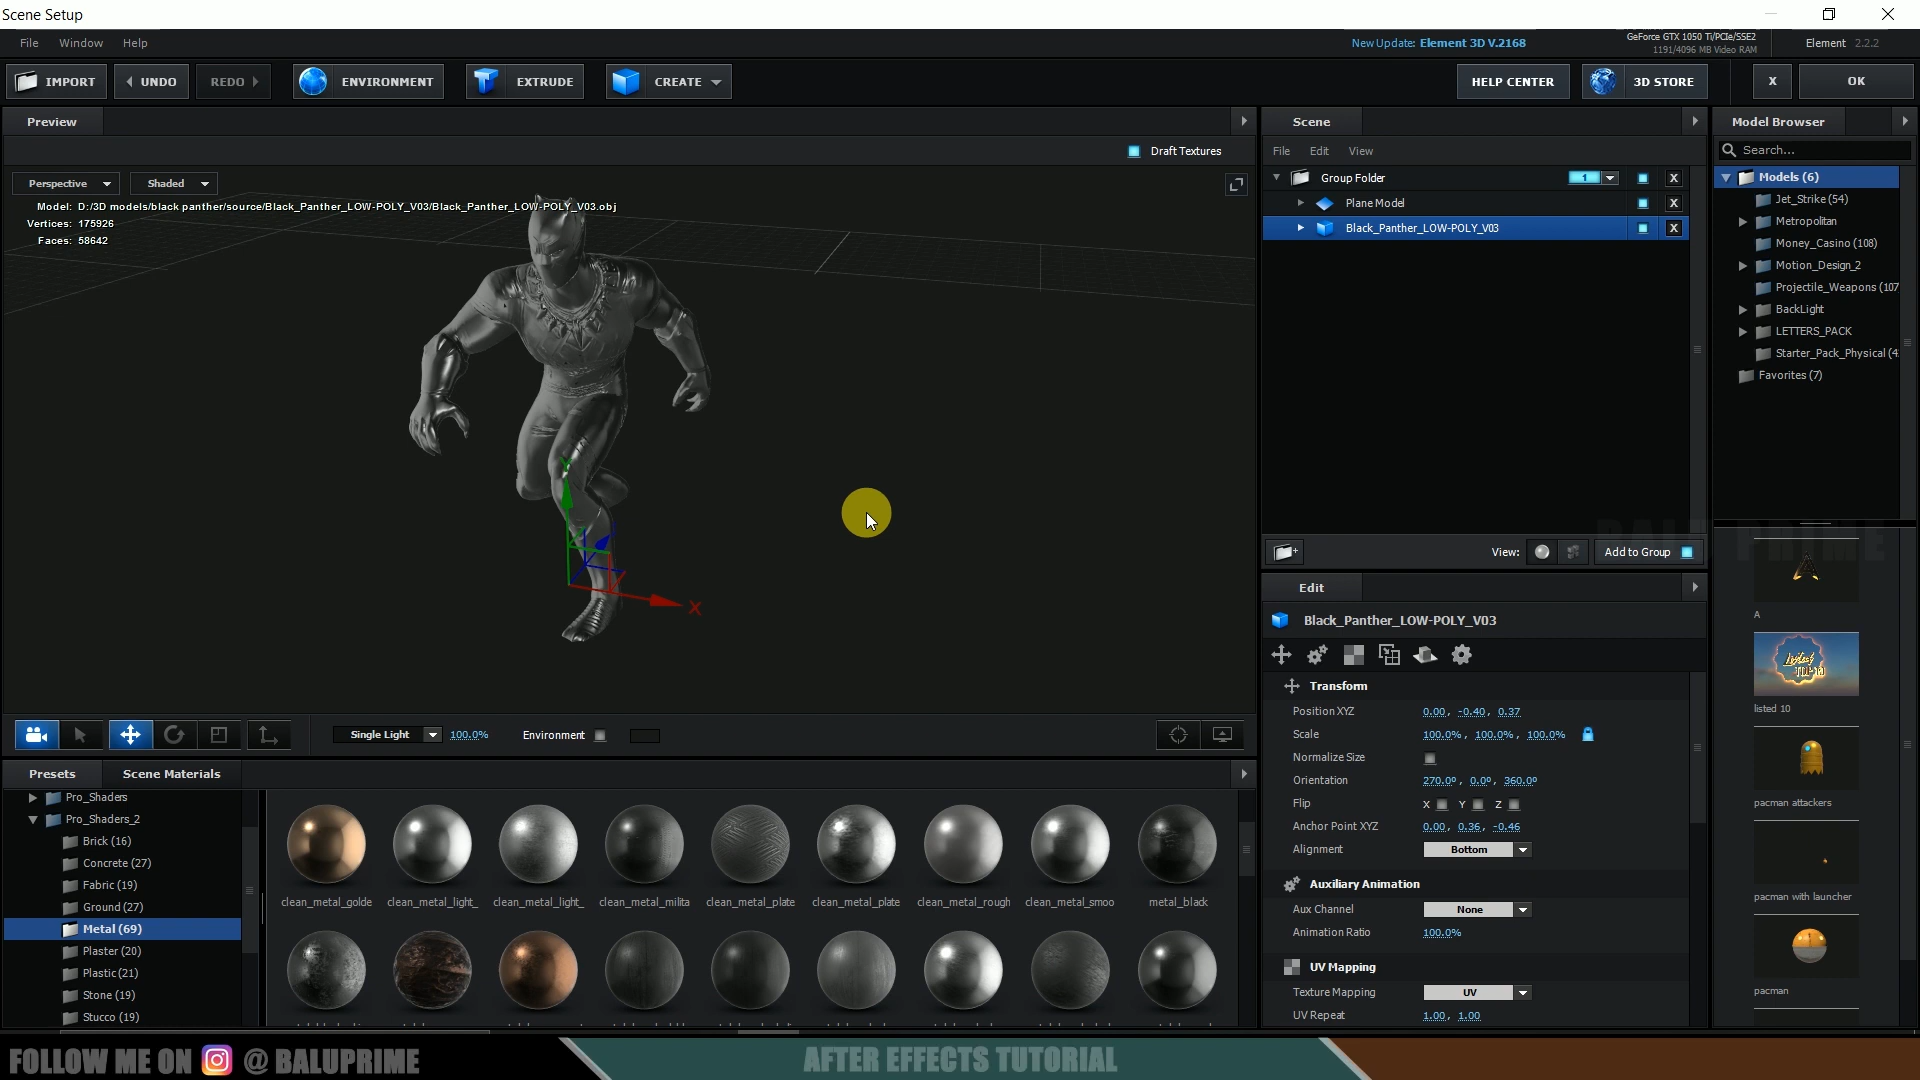 Scene Setup
File Window Help
New Update: Element 3D V.2168
GeForce GTX 1050 Ti/PCIe/SSE2
1191/4096 MB Video RAM
Element 2.2.2
IMPORT UNDO REDO ENVIRONMENT EXTRUDE CREATE HELP CENTER 3D STORE X OK
Preview
Draft Textures
Perspective Shaded
Model: D:/3D models/black panther/source/Black_Panther_LOW-POLY_V03/Black_Panther_LOW-POLY_V03.obj
Vertices: 175926
Faces: 58642
Y
X
Single Light 100.0% Environment
Presets Scene Materials
Pro_Shaders
Pro_Shaders_2
Brick (16)
Concrete (27)
Fabric (19)
Ground (27)
Metal (69)
Plaster (20)
Plastic (21)
Stone (19)
Stucco (19)
clean_metal_golde clean_metal_light_ clean_metal_light_ clean_metal_milita clean_metal_plate clean_metal_plate clean_metal_rough clean_metal_smoo metal_black
Scene
File Edit View
Group Folder 1 X
Plane Model X
Black_Panther_LOW-POLY_V03 X
View: Add to Group
Edit
Black_Panther_LOW-POLY_V03
Transform
Position XYZ 0.00, -0.40, 0.37
Scale 100.0%, 100.0%, 100.0%
Normalize Size
Orientation 270.0º, 0.0º, 360.0º
Flip X Y Z
Anchor Point XYZ 0.00, 0.36, -0.46
Alignment Bottom
Auxiliary Animation
Aux Channel None
Animation Ratio 100.0%
UV Mapping
Texture Mapping UV
UV Repeat 1.00, 1.00
Model Browser
Search...
Models (6)
Jet_Strike (54)
Metropolitan
Money_Casino (108)
Motion_Design_2
Projectile_Weapons (107
BackLight
LETTERS_PACK
Starter_Pack_Physical (4
Favorites (7)
BALU PRIME
A
listed 10
pacman attackers
pacman with launcher
pacman
FOLLOW ME ON @ BALUPRIME
AFTER EFFECTS TUTORIAL